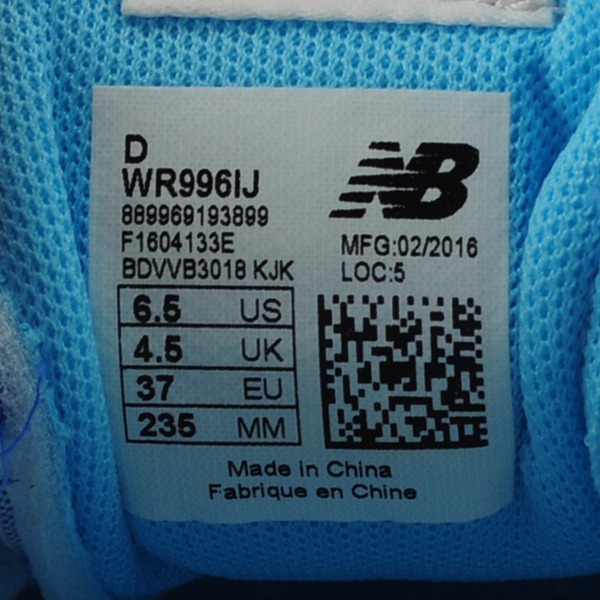 D
WR996IJ
889969193899
F1604133E
BDVVB3018 KJK
NB
MFG:02/2016
LOC:5
6.5 US
4.5 UK
37 EU
235 MM
Made in China
Fabrique en Chine